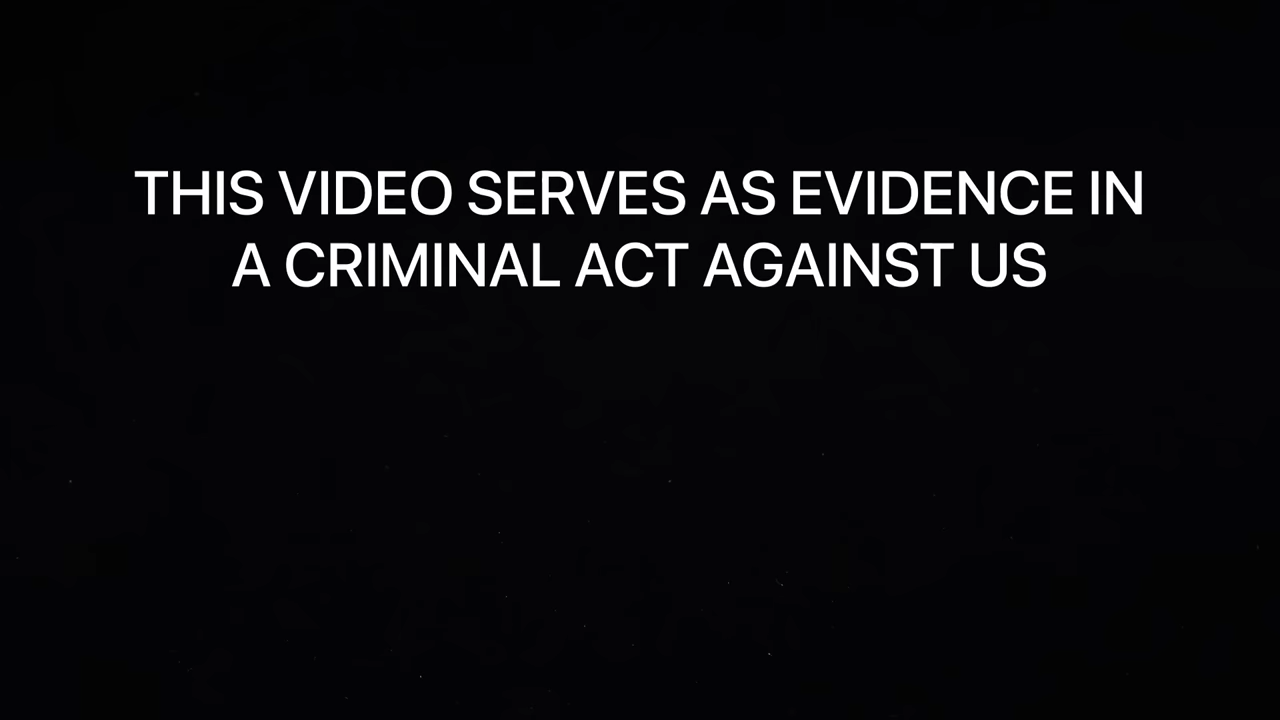 THIS VIDEO SERVES AS EVIDENCE IN
A CRIMINAL ACT AGAINST US